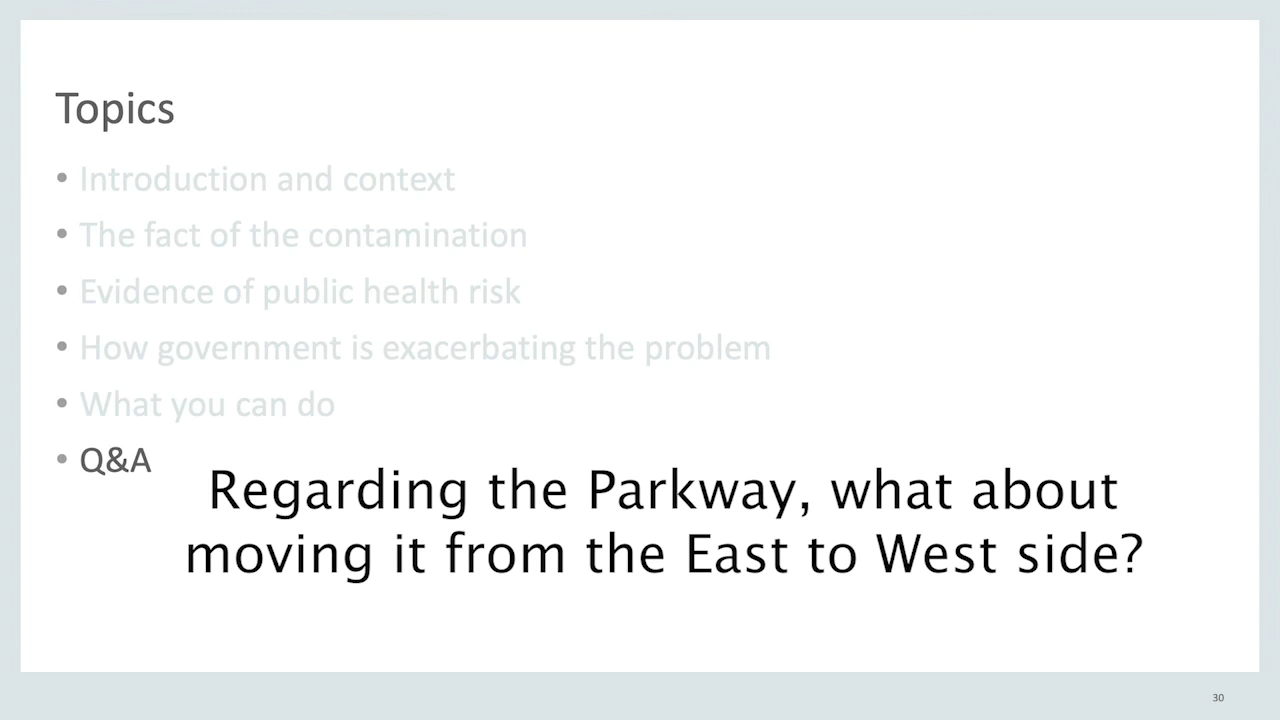 Topics
• Introduction and context
• The fact of the contamination
• Evidence of public health risk
• How government is exacerbating the problem
• What you can do
• Q&A
Regarding the Parkway, what about
moving it from the East to West side?
30